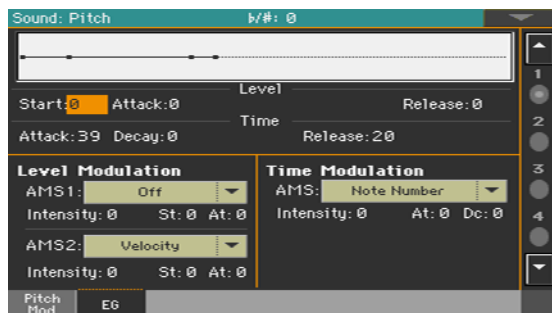 Sound: Pitch b/#: 0
Level
Start:0 Attack:0 Release:0
Time
Attack:39 Decay:0 Release:20
Level Modulation
AMS1: Off
Intensity:0 St:0 At:0
AMS2: Velocity
Intensity:0 St:0 At:0
Time Modulation
AMS: Note Number
Intensity:0 At:0 Dc:0
1
2
3
4
Pitch Mod
EG